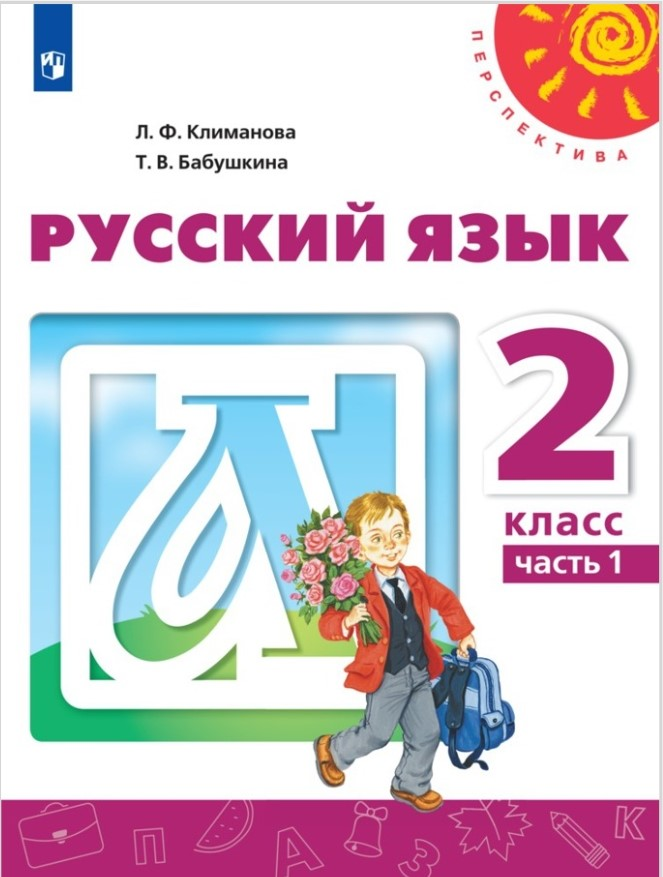 ПЕРСПЕКТИВА
Л. Ф. Климанова
Т. В. Бабушкина
РУССКИЙ ЯЗЫК
2
класс
часть 1
П А З К